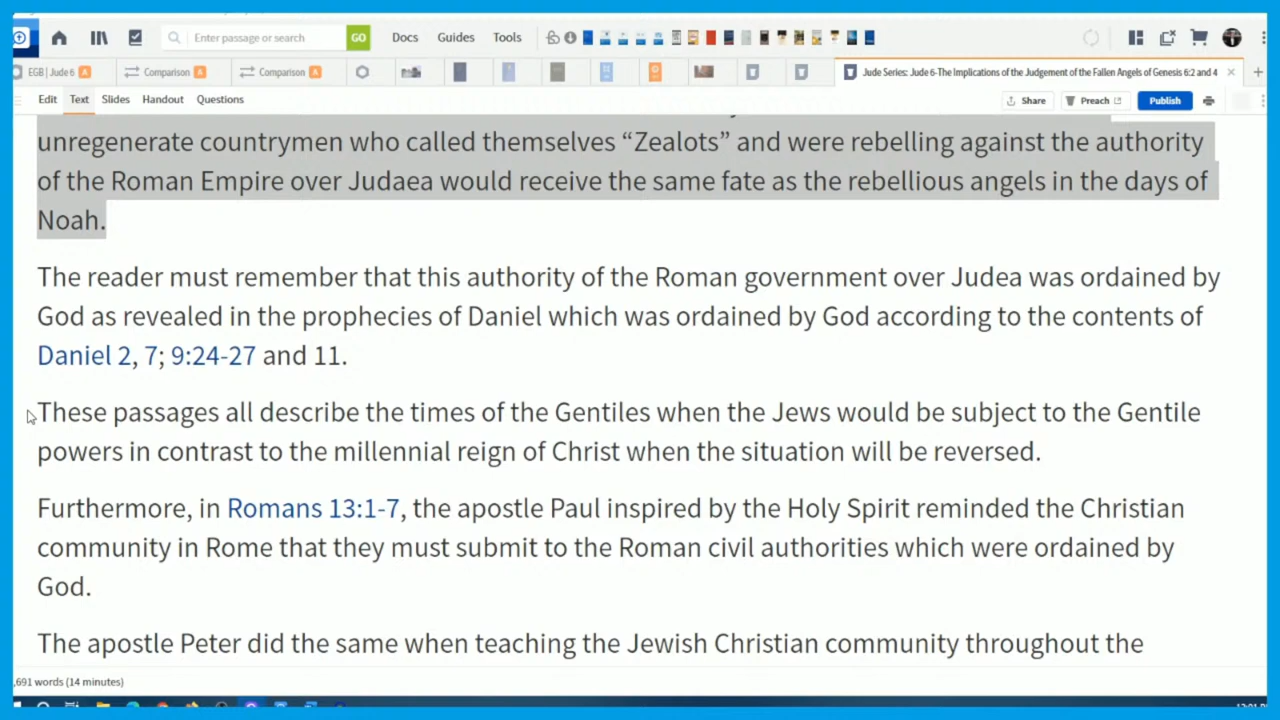 Enter passage or search
GO
Docs
Guides
Tools
EGB | Jude 6 A
Comparison A
Comparison A
Jude Series: Jude 6-The Implications of the Judgement of the Fallen Angels of Genesis 6:2 and 4
Edit
Text
Slides
Handout
Questions
Share
Preach
Publish
unregenerate countrymen who called themselves “Zealots” and were rebelling against the authority
of the Roman Empire over Judaea would receive the same fate as the rebellious angels in the days of
Noah.
The reader must remember that this authority of the Roman government over Judea was ordained by
God as revealed in the prophecies of Daniel which was ordained by God according to the contents of
Daniel 2, 7; 9:24-27 and 11.
These passages all describe the times of the Gentiles when the Jews would be subject to the Gentile
powers in contrast to the millennial reign of Christ when the situation will be reversed.
Furthermore, in Romans 13:1-7, the apostle Paul inspired by the Holy Spirit reminded the Christian
community in Rome that they must submit to the Roman civil authorities which were ordained by
God.
The apostle Peter did the same when teaching the Jewish Christian community throughout the
,691 words (14 minutes)